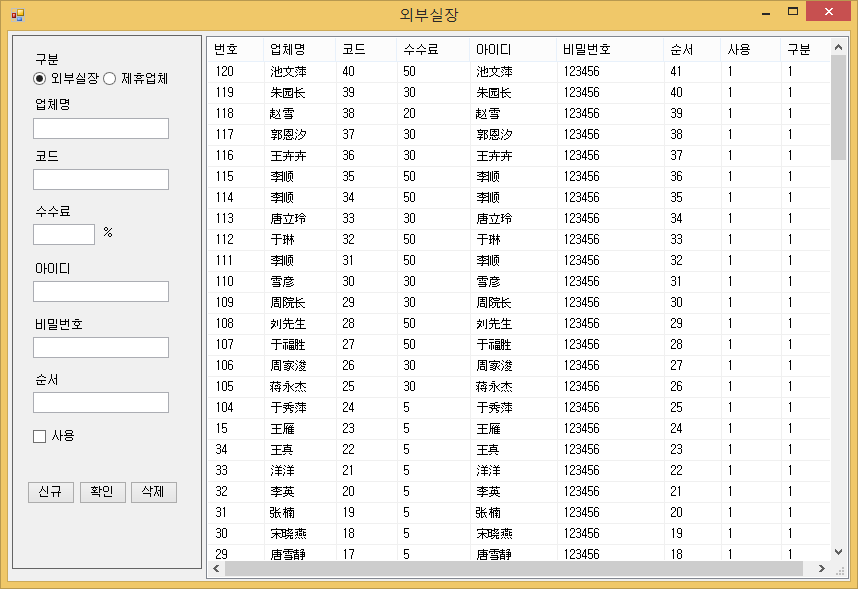 외부실장
구분
외부실장 제휴업체
업체명
코드
수수료
%
아이디
비밀번호
순서
사용
신규 확인 삭제
번호 업체명 코드 수수료 아이디 비밀번호 순서 사용 구분
120 池文萍 40 50 池文萍 123456 41 1 1
119 朱园长 39 30 朱园长 123456 40 1 1
118 赵雪 38 20 赵雪 123456 39 1 1
117 郭恩汐 37 30 郭恩汐 123456 38 1 1
116 王卉卉 36 30 王卉卉 123456 37 1 1
115 李顺 35 50 李顺 123456 36 1 1
114 李顺 34 50 李顺 123456 35 1 1
113 唐立玲 33 30 唐立玲 123456 34 1 1
112 于琳 32 50 于琳 123456 33 1 1
111 李顺 31 50 李顺 123456 32 1 1
110 雪彦 30 30 雪彦 123456 31 1 1
109 周院长 29 30 周院长 123456 30 1 1
108 刘先生 28 50 刘先生 123456 29 1 1
107 于福胜 27 50 于福胜 123456 28 1 1
106 周家浚 26 30 周家浚 123456 27 1 1
105 蒋永杰 25 30 蒋永杰 123456 26 1 1
104 于秀萍 24 5 于秀萍 123456 25 1 1
15 王雁 23 5 王雁 123456 24 1 1
34 王真 22 5 王真 123456 23 1 1
33 洋洋 21 5 洋洋 123456 22 1 1
32 李英 20 5 李英 123456 21 1 1
31 张楠 19 5 张楠 123456 20 1 1
30 宋晓燕 18 5 宋晓燕 123456 19 1 1
29 唐雪静 17 5 唐雪静 123456 18 1 1